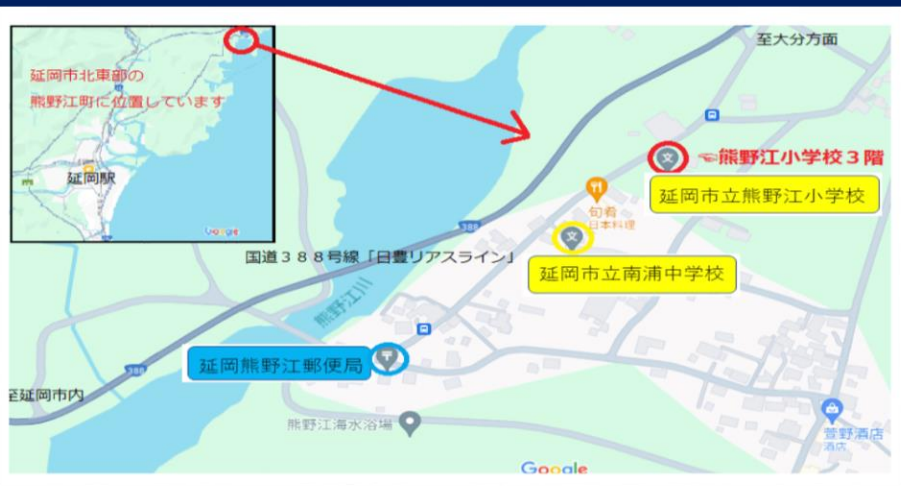 延岡市北東部の
熊野江町に位置しています
延岡駅
Google
至大分方面
☜熊野江小学校３階
延岡市立熊野江小学校
旬肴
日本料理
388
国道３８８号線「日豊リアスライン」
延岡市立南浦中学校
熊野江川
延岡熊野江郵便局
388
388
至延岡市内
熊野江海水浴場
萱野酒店
酒店
Google